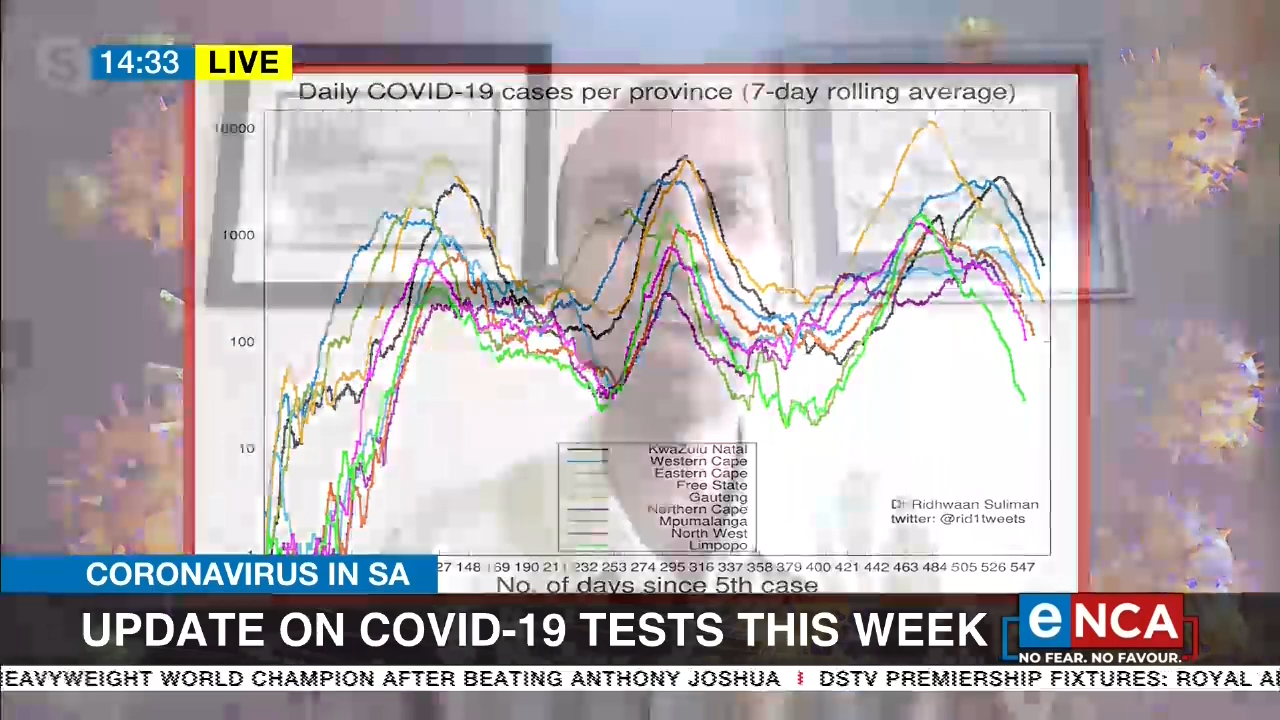 14:33 LIVE
Daily COVID-19 cases per province (7-day rolling average)
10000
1000
100
10
KwaZulu Natal
Western Cape
Eastern Cape
Free State
Gauteng
Northern Cape
Mpumalanga
North West
Limpopo
Dr Ridhwaan Suliman
twitter: @rid1tweets
27 148 169 190 211 232 253 274 295 316 337 358 379 400 421 442 463 484 505 526 547
No. of days since 5th case
CORONAVIRUS IN SA
UPDATE ON COVID-19 TESTS THIS WEEK
eNCA
NO FEAR. NO FAVOUR.
EAVYWEIGHT WORLD CHAMPION AFTER BEATING ANTHONY JOSHUA DSTV PREMIERSHIP FIXTURES: ROYAL A